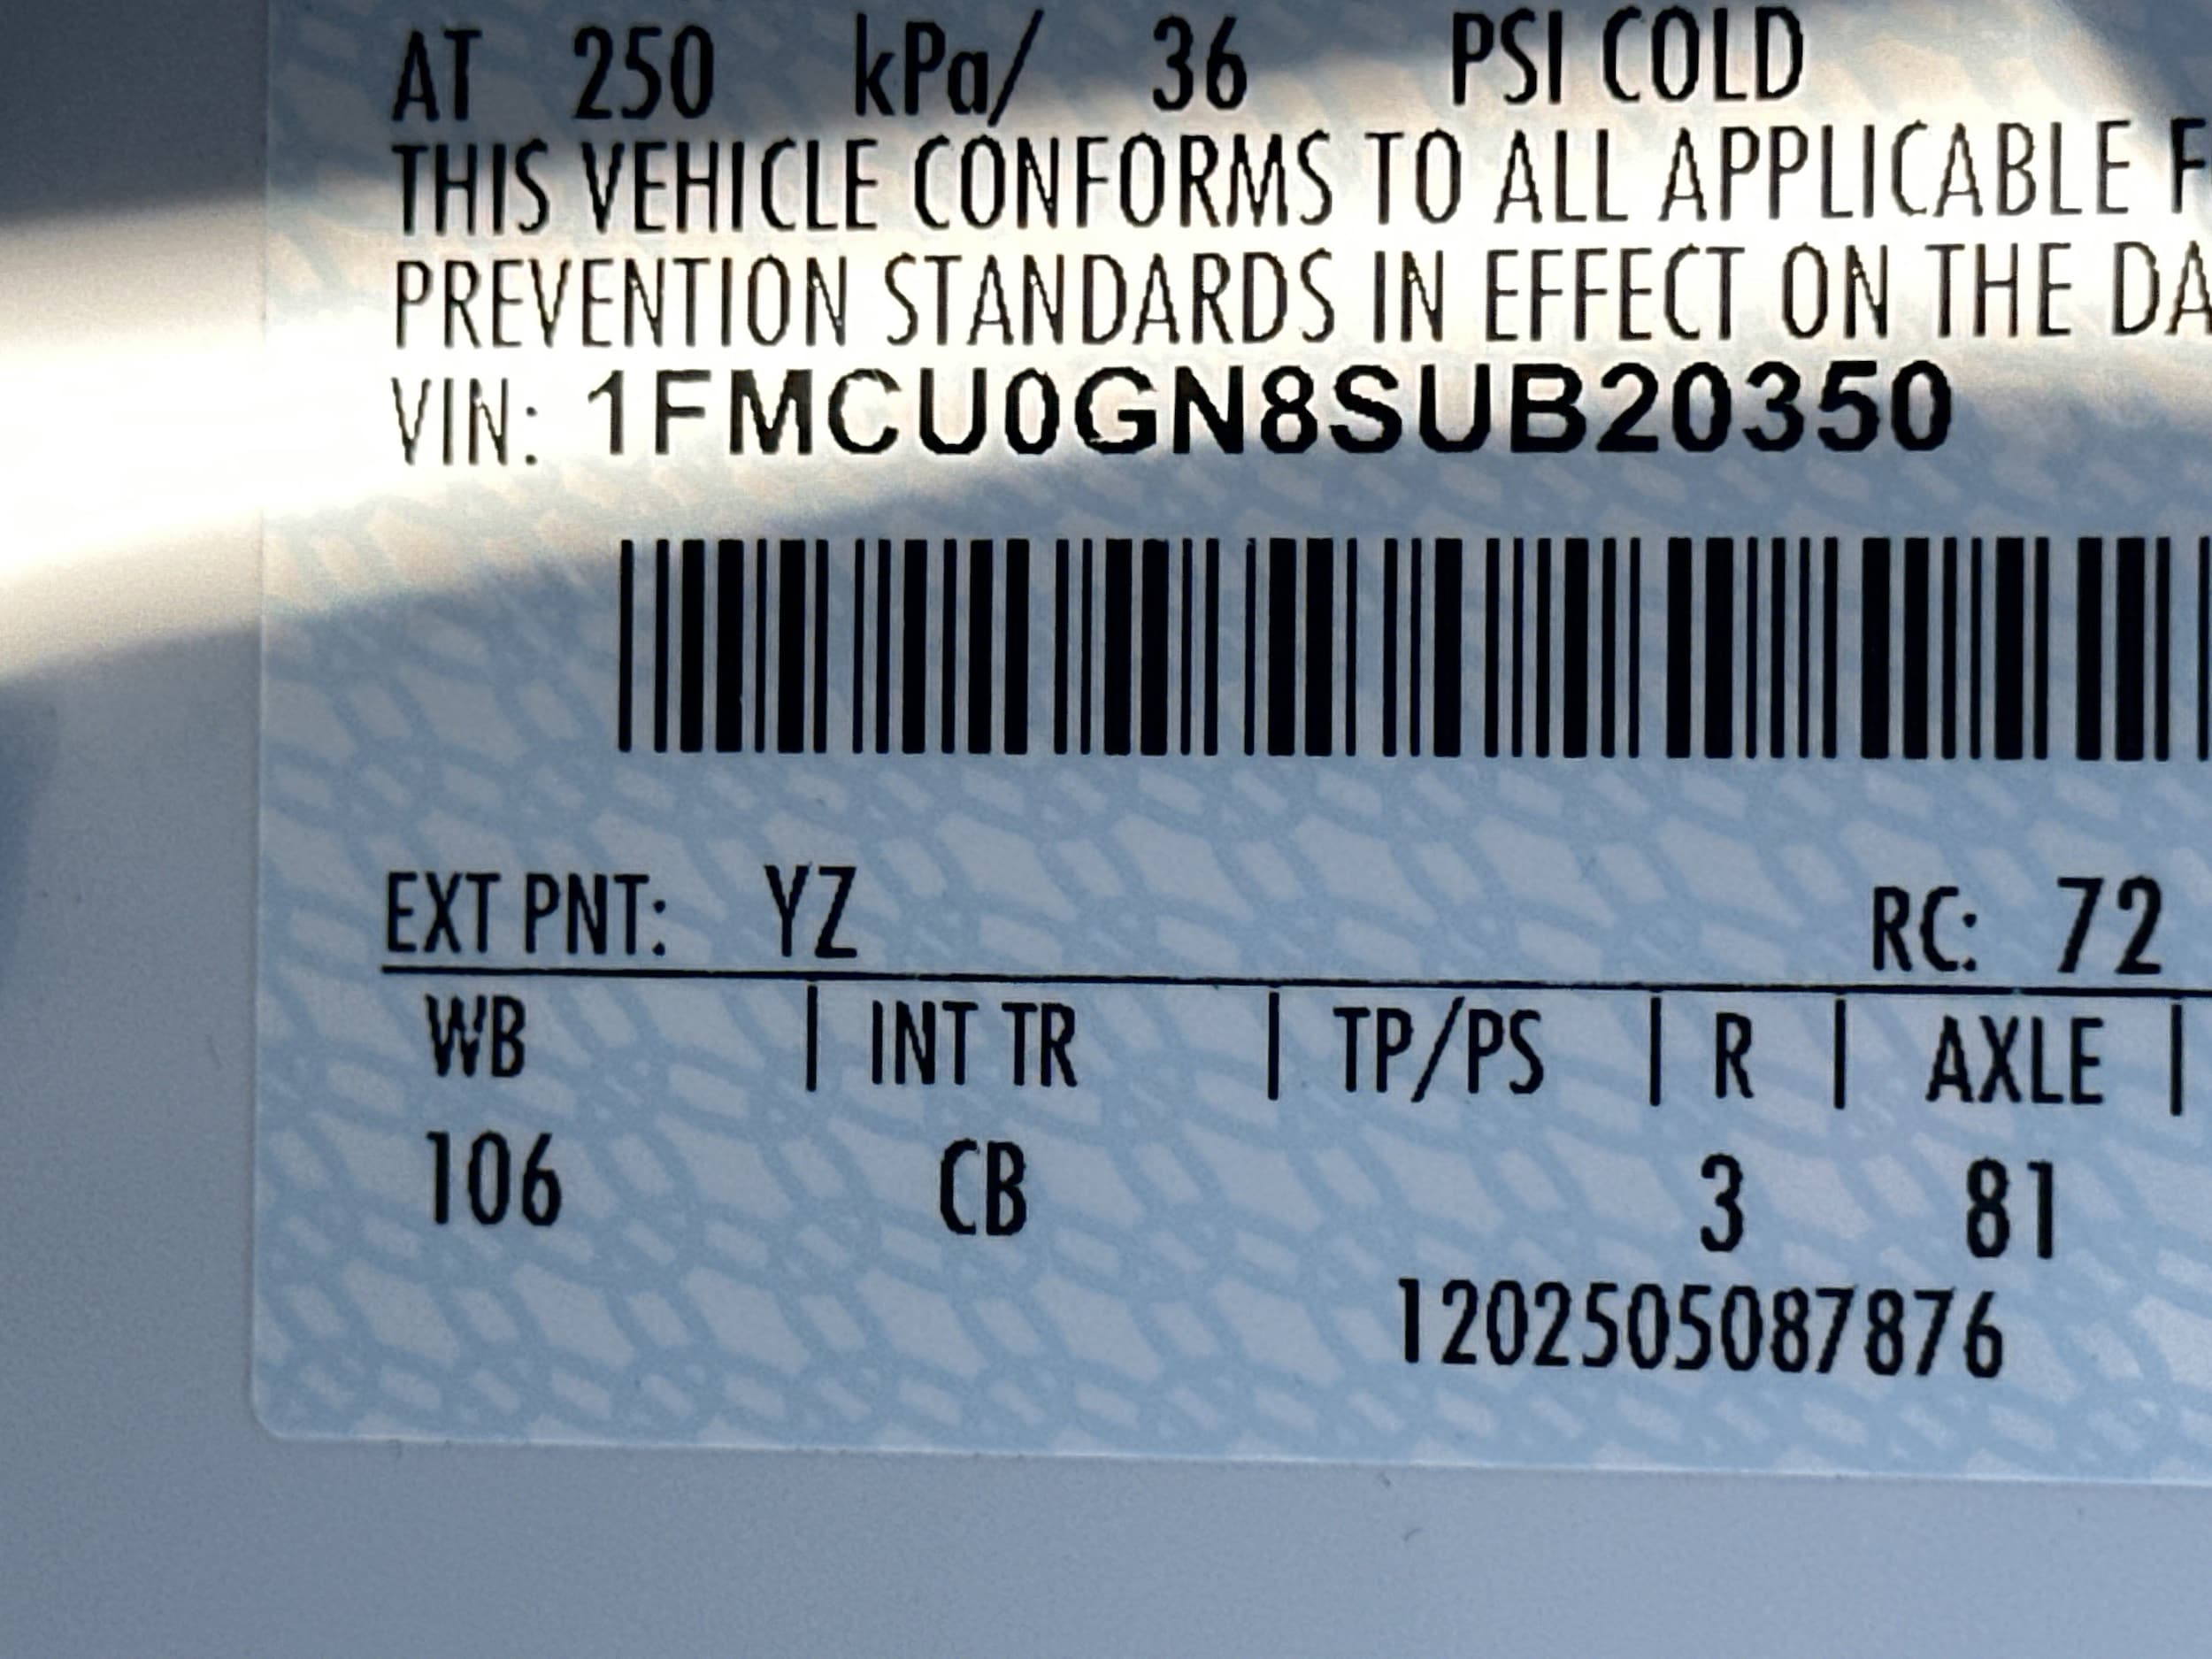 AT 250 kPa/ 36 PSI COLD
THIS VEHICLE CONFORMS TO ALL APPLICABLE F
PREVENTION STANDARDS IN EFFECT ON THE DA
VIN: 1FMCU0GN8SUB20350
EXT PNT: YZ RC: 72
WB | INT TR | TP/PS | R | AXLE |
106 CB 3 81
1202505087876